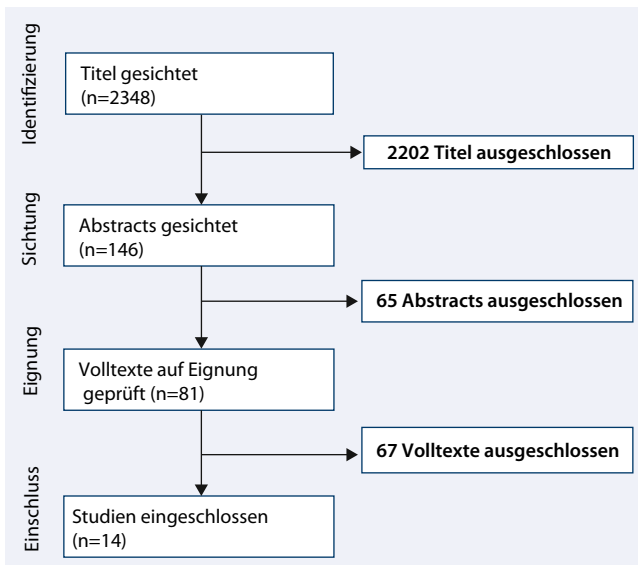 Identifizierung
Titel gesichtet
(n=2348)
2202 Titel ausgeschlossen
Sichtung
Abstracts gesichtet
(n=146)
65 Abstracts ausgeschlossen
Eignung
Volltexte auf Eignung
geprüft (n=81)
67 Volltexte ausgeschlossen
Einschluss
Studien eingeschlossen
(n=14)